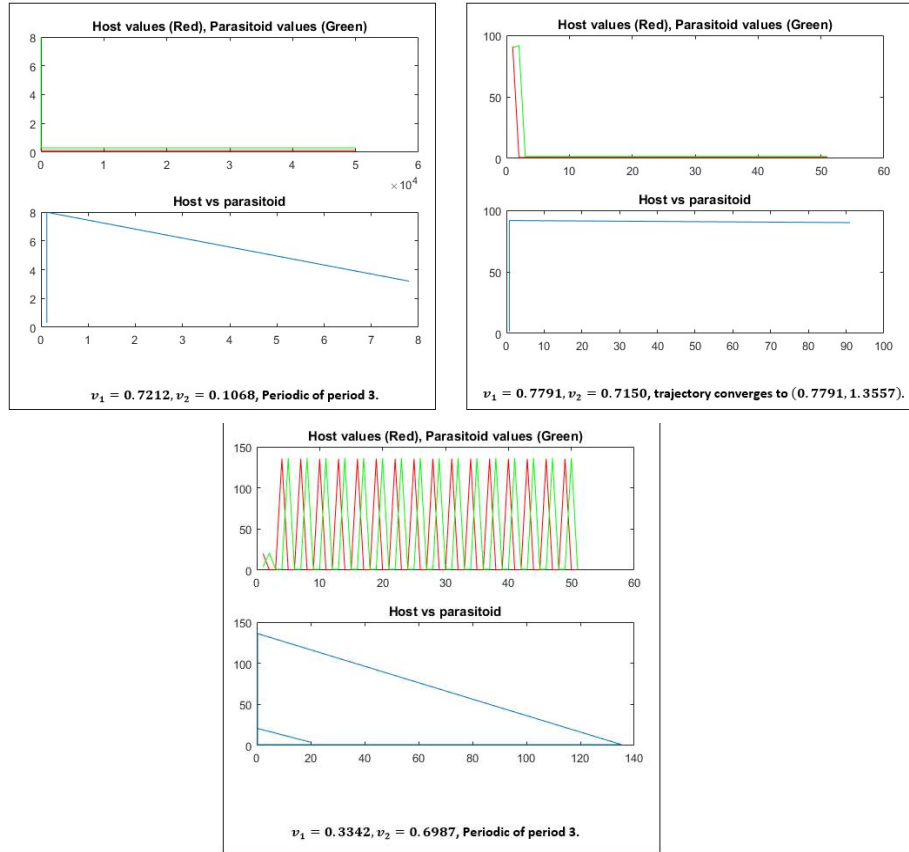 Host values (Red), Parasitoid values (Green)
8
6
4
2
0
0 1 2 3 4 5 6
× 10^4
Host vs parasitoid
8
6
4
2
0
0 1 2 3 4 5 6 7 8
v₁ = 0.7212, v₂ = 0.1068, Periodic of period 3.
Host values (Red), Parasitoid values (Green)
100
50
0
0 10 20 30 40 50 60
Host vs parasitoid
100
50
0
0 10 20 30 40 50 60 70 80 90 100
v₁ = 0.7791, v₂ = 0.7150, trajectory converges to (0.7791, 1.3557).
Host values (Red), Parasitoid values (Green)
150
100
50
0
0 10 20 30 40 50 60
Host vs parasitoid
150
100
50
0
0 20 40 60 80 100 120 140
v₁ = 0.3342, v₂ = 0.6987, Periodic of period 3.